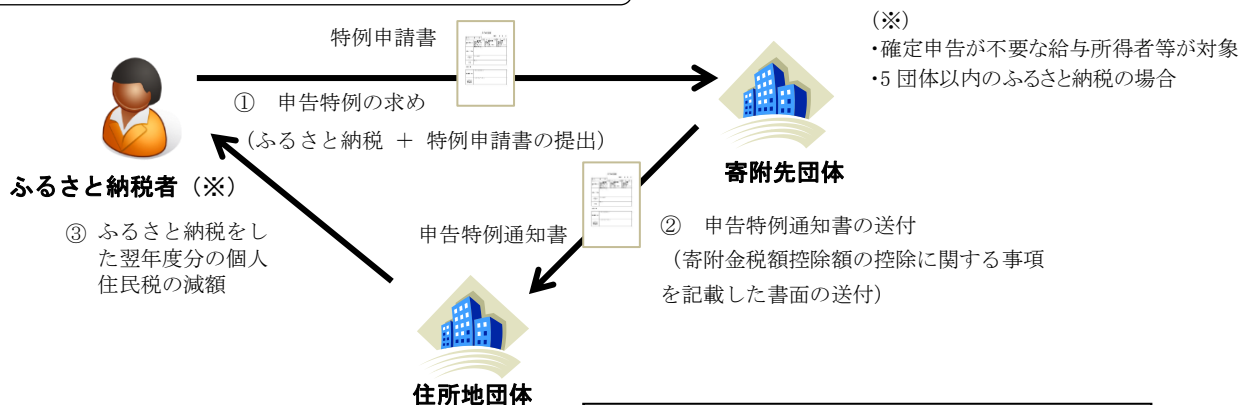 特例申請書
① 申告特例の求め
（ふるさと納税 ＋ 特例申請書の提出）
ふるさと納税者（※）
（※）
・確定申告が不要な給与所得者等が対象
・5 団体以内のふるさと納税の場合
寄附先団体
② 申告特例通知書の送付
（寄附金税額控除額の控除に関する事項
を記載した書面の送付）
申告特例通知書
③ ふるさと納税をし
た翌年度分の個人
住民税の減額
住所地団体